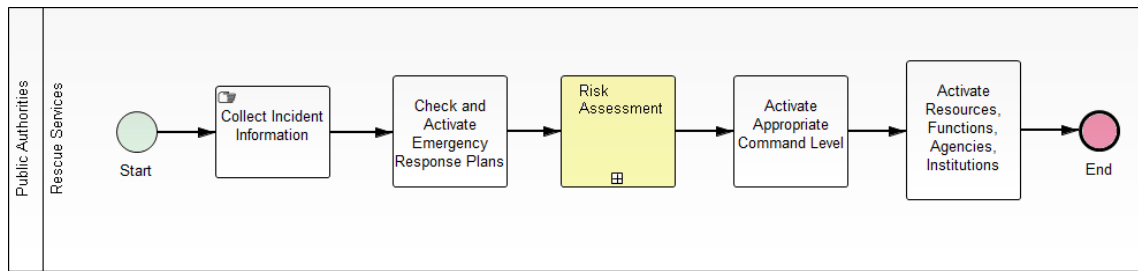 Public Authorities
Rescue Services
Start
Collect Incident
Information
Check and
Activate
Emergency
Response Plans
Risk
Assessment
Activate
Appropriate
Command Level
Activate
Resources,
Functions,
Agencies,
Institutions
End